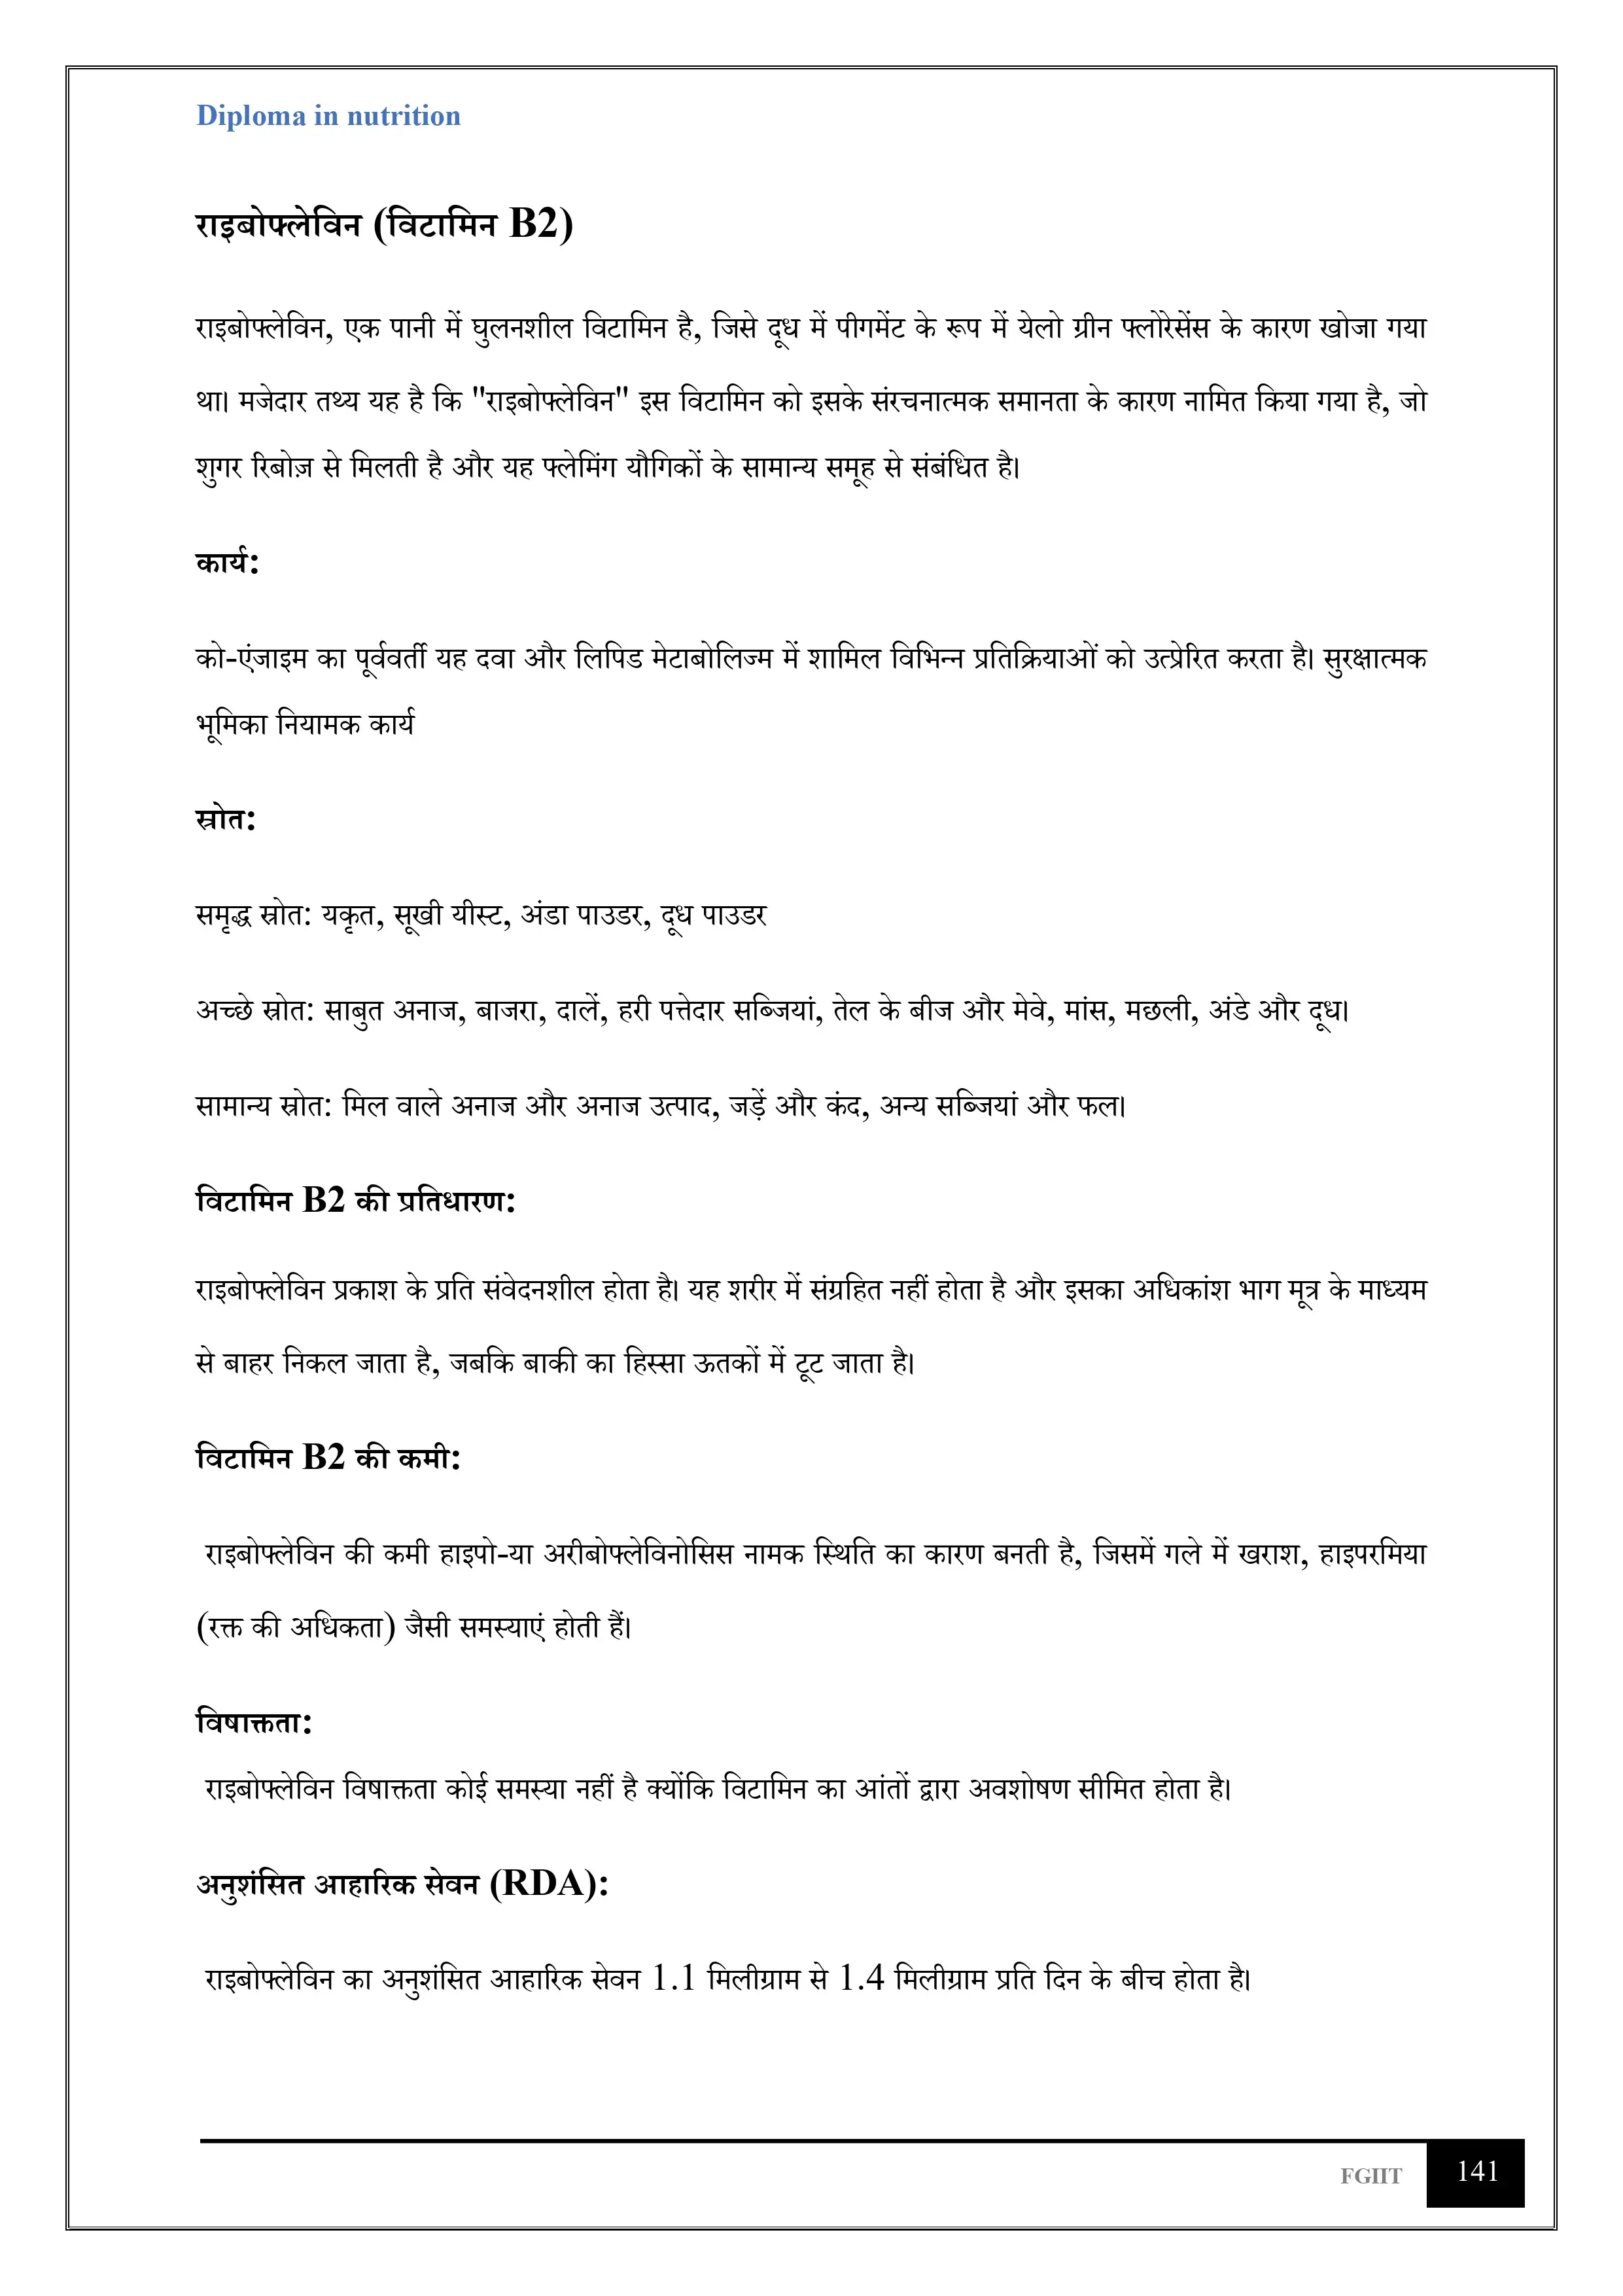 Diploma in nutrition
राइबोफ्लेविन (विटामिन B2)
राइबोफ्लेविन, एक पानी में घुलनशील विटामिन है, जिसे दूध में पीगमेंट के रूप में येलो ग्रीन फ्लोरेसेंस के कारण खोजा गया
था। मजेदार तथ्य यह है कि "राइबोफ्लेविन" इस विटामिन को इसके संरचनात्मक समानता के कारण नामित किया गया है, जो
शुगर रिबोज़ से मिलती है और यह फ्लेमिंग यौगिकों के सामान्य समूह से संबंधित है।
कार्य:
को-एंजाइम का पूर्ववर्ती यह दवा और लिपिड मेटाबोलिज्म में शामिल विभिन्न प्रतिक्रियाओं को उत्प्रेरित करता है। सुरक्षात्मक
भूमिका नियामक कार्य
स्रोत:
समृद्ध स्रोत: यकृत, सूखी यीस्ट, अंडा पाउडर, दूध पाउडर
अच्छे स्रोत: साबुत अनाज, बाजरा, दालें, हरी पत्तेदार सब्जियां, तेल के बीज और मेवे, मांस, मछली, अंडे और दूध।
सामान्य स्रोत: मिल वाले अनाज और अनाज उत्पाद, जड़ें और कंद, अन्य सब्जियां और फल।
विटामिन B2 की प्रतिधारण:
राइबोफ्लेविन प्रकाश के प्रति संवेदनशील होता है। यह शरीर में संग्रहित नहीं होता है और इसका अधिकांश भाग मूत्र के माध्यम
से बाहर निकल जाता है, जबकि बाकी का हिस्सा ऊतकों में टूट जाता है।
विटामिन B2 की कमी:
राइबोफ्लेविन की कमी हाइपो-या अरीबोफ्लेविनोसिस नामक स्थिति का कारण बनती है, जिसमें गले में खराश, हाइपरमिया
(रक्त की अधिकता) जैसी समस्याएं होती हैं।
विषाक्तता:
राइबोफ्लेविन विषाक्तता कोई समस्या नहीं है क्योंकि विटामिन का आंतों द्वारा अवशोषण सीमित होता है।
अनुशंसित आहारिक सेवन (RDA):
राइबोफ्लेविन का अनुशंसित आहारिक सेवन 1.1 मिलीग्राम से 1.4 मिलीग्राम प्रति दिन के बीच होता है।
FGIIT 141